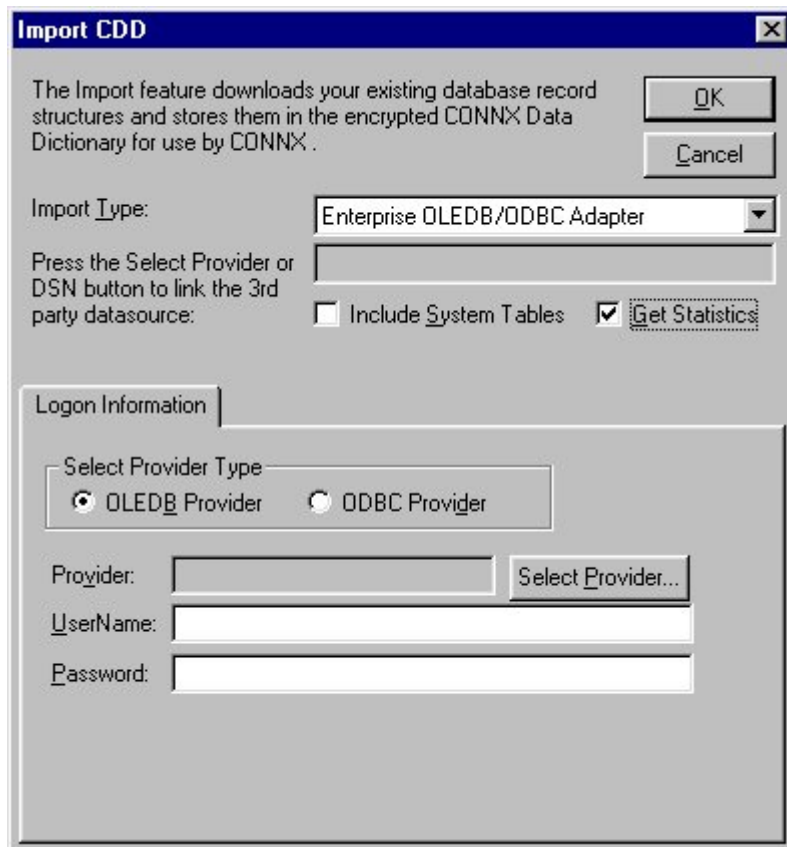 Import CDD
The Import feature downloads your existing database record
structures and stores them in the encrypted CONNX Data
Dictionary for use by CONNX .
OK
Cancel
Import Type:
Enterprise OLEDB/ODBC Adapter
Press the Select Provider or
DSN button to link the 3rd
party datasource:
Include System Tables
Get Statistics
Logon Information
Select Provider Type
OLEDB Provider
ODBC Provider
Provider:
Select Provider...
UserName:
Password: